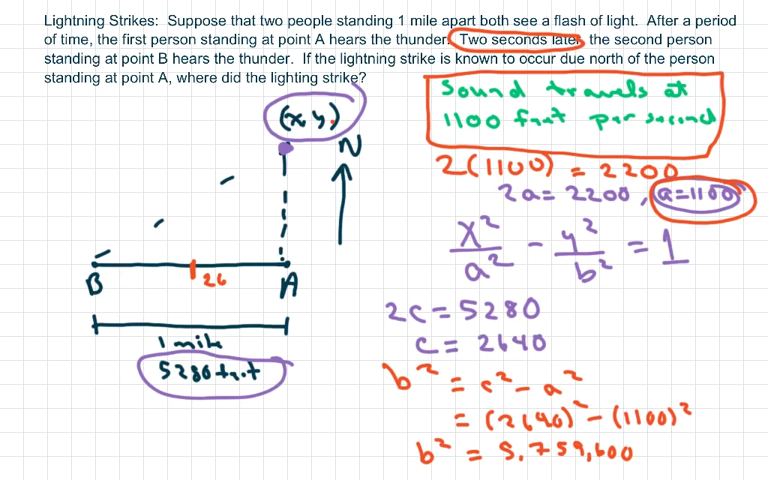 Lightning Strikes: Suppose that two people standing 1 mile apart both see a flash of light. After a period
of time, the first person standing at point A hears the thunder. Two seconds later, the second person
standing at point B hears the thunder. If the lightning strike is known to occur due north of the person
standing at point A, where did the lighting strike?
Sound travels at
1100 feet per second
(x, y)
N
2(1100) = 2200
2a = 2200, a=1100
x²/a² - y²/b² = 1
B
26
A
2c = 5280
c = 2640
1 mile
5280 feet
b² = c² - a²
= (2640)² - (1100)²
b² = 5,759,600